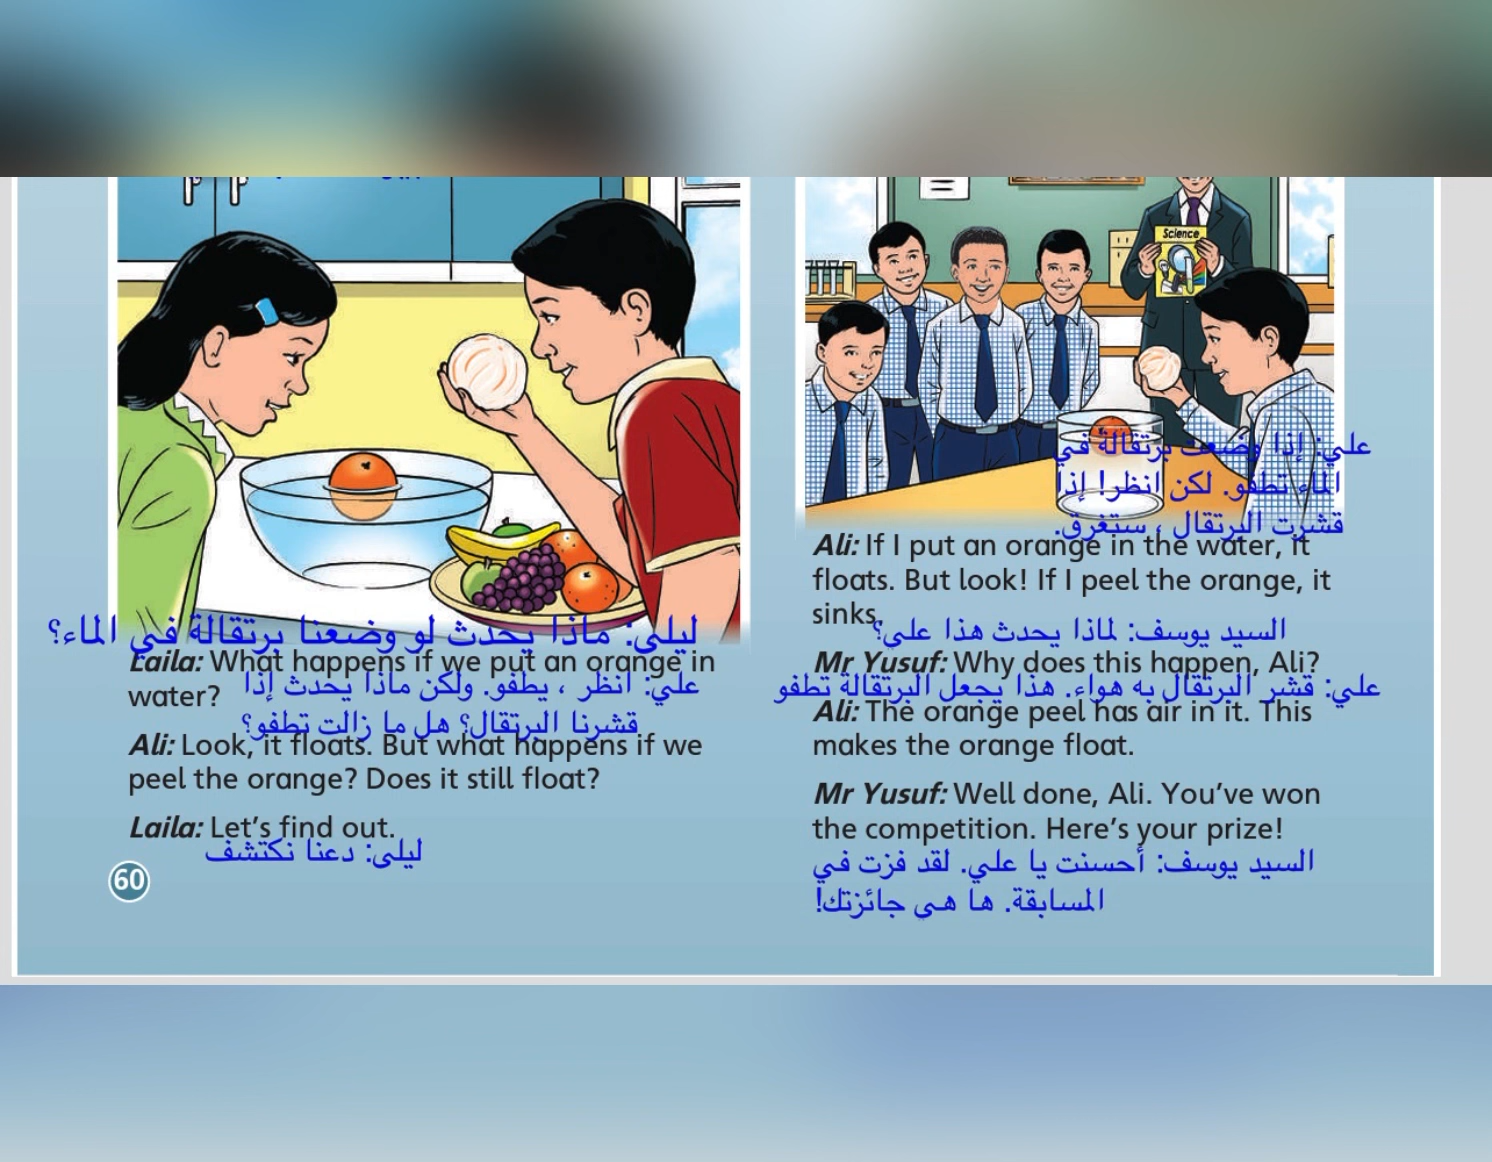 Science
علي: إذا وضعت برتقالة في
الماء تطفو. لكن انظر! إذا
قشرت البرتقال ، ستغرق.
ليلى: ماذا يحدث لو وضعنا برتقالة في الماء؟
Laila: What happens if we put an orange in
water?
علي: انظر ، يطفو. ولكن ماذا يحدث إذا
قشرنا البرتقال؟ هل ما زالت تطفو؟
Ali: Look, it floats. But what happens if we
peel the orange? Does it still float?
Laila: Let's find out.
ليلى: دعنا نكتشف
60
Ali: If I put an orange in the water, it
floats. But look! If I peel the orange, it
sinks.
السيد يوسف: لماذا يحدث هذا علي؟
Mr Yusuf: Why does this happen, Ali?
علي: قشر البرتقال به هواء. هذا يجعل البرتقالة تطفو
Ali: The orange peel has air in it. This
makes the orange float.
Mr Yusuf: Well done, Ali. You've won
the competition. Here's your prize!
السيد يوسف: أحسنت يا علي. لقد فزت في
المسابقة. ها هي جائزتك!